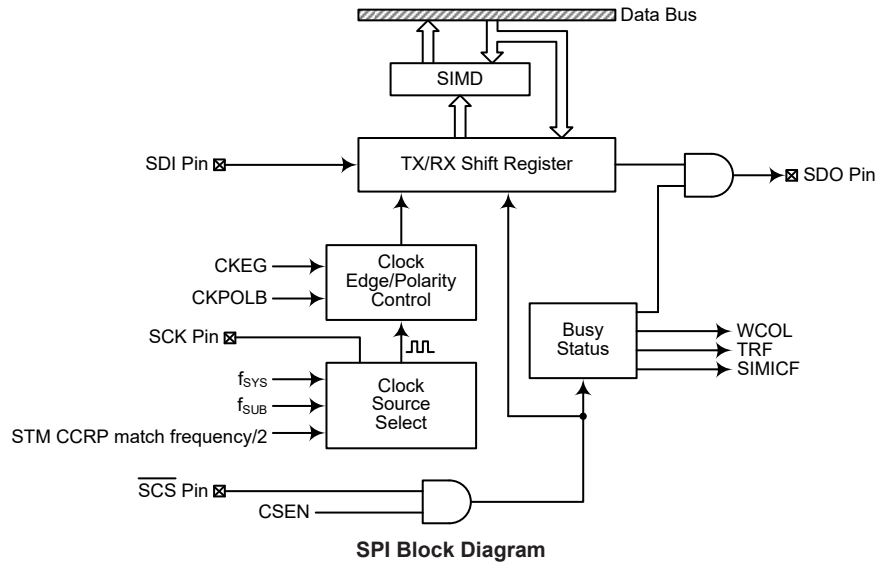 Data Bus
SIMD
SDI Pin
TX/RX Shift Register
SDO Pin
CKEG
CKPOLB
Clock
Edge/Polarity
Control
SCK Pin
Busy
Status
WCOL
TRF
SIMICF
fSYS
fSUB
STM CCRP match frequency/2
Clock
Source
Select
SCS Pin
CSEN
SPI Block Diagram